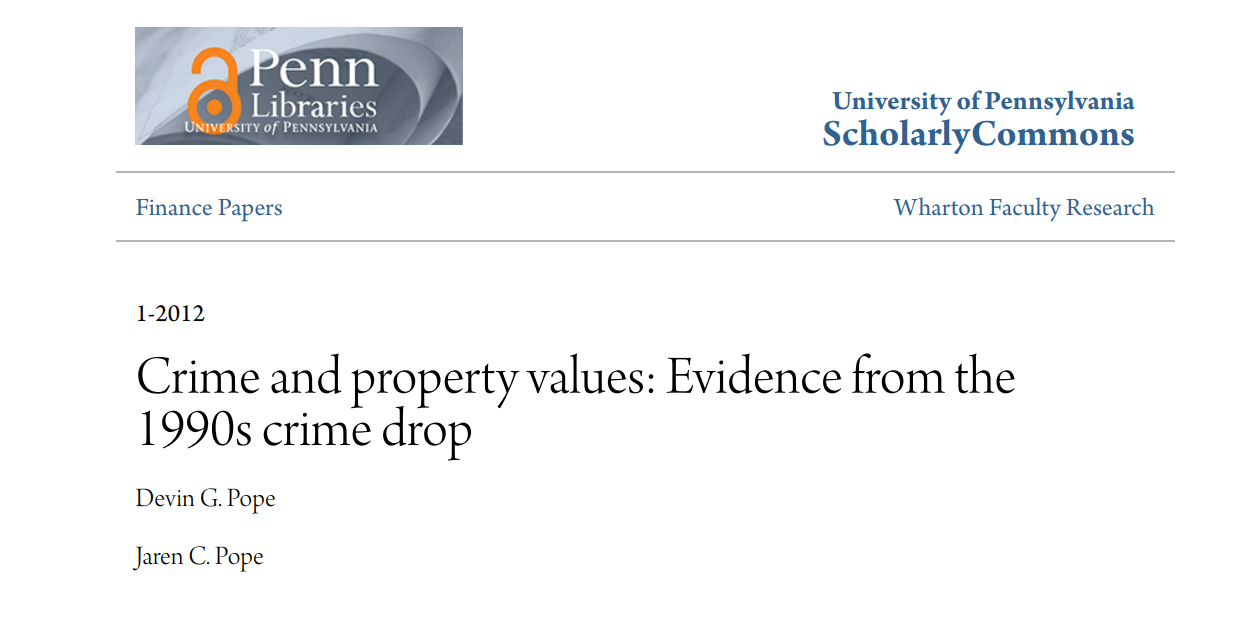 Penn
Libraries
UNIVERSITY of PENNSYLVANIA
University of Pennsylvania
ScholarlyCommons
Finance Papers
Wharton Faculty Research
1-2012
Crime and property values: Evidence from the
1990s crime drop
Devin G. Pope
Jaren C. Pope